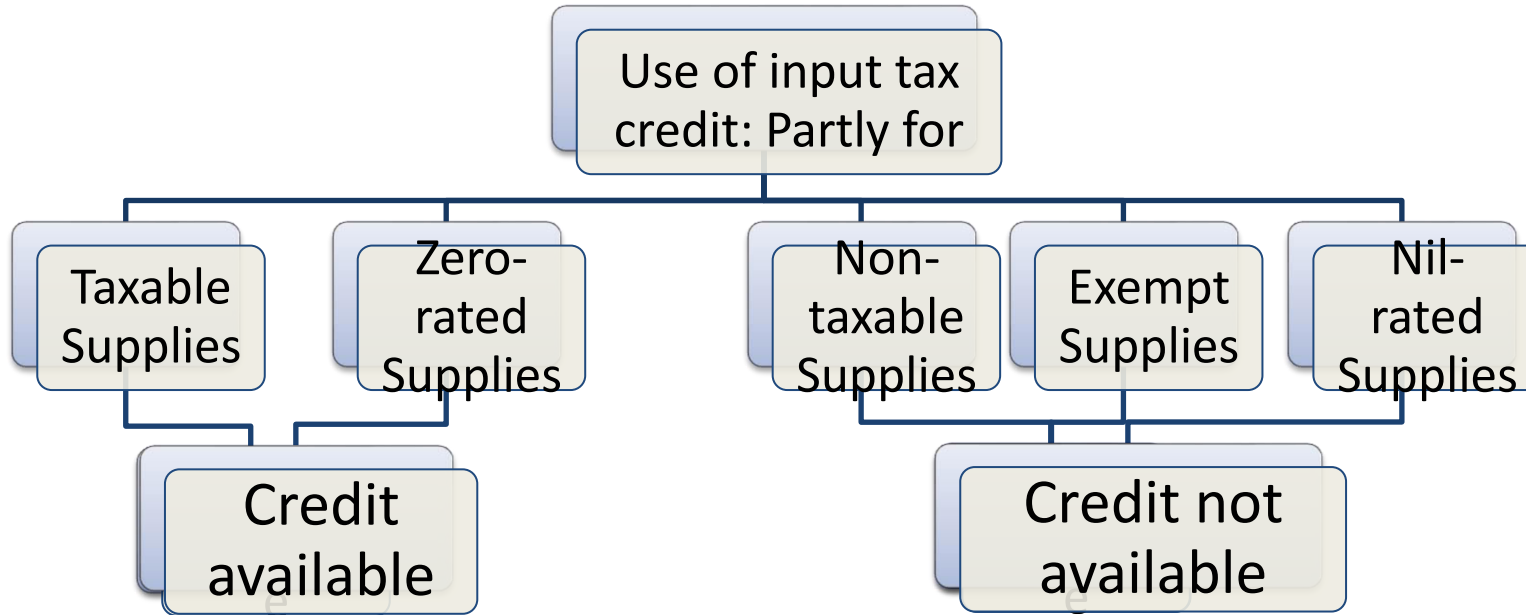 Use of input tax
credit: Partly for
Taxable
Supplies
Zero-
rated
Supplies
Non-
taxable
Supplies
Exempt
Supplies
Nil-
rated
Supplies
Credit
available
Credit not
available
e
e